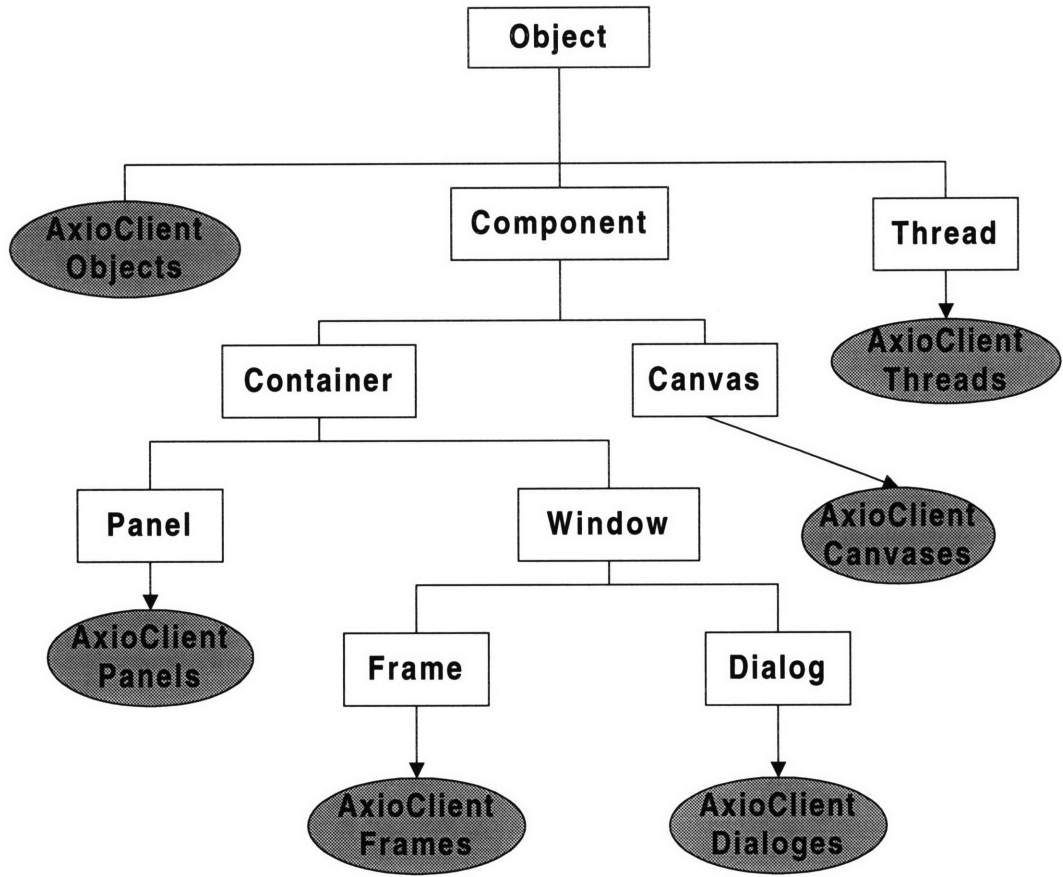 Object
AxioClient
Objects
Component
Thread
AxioClient
Threads
Container
Canvas
Panel
Window
AxioClient
Canvases
AxioClient
Panels
Frame
Dialog
AxioClient
Frames
AxioClient
Dialoges